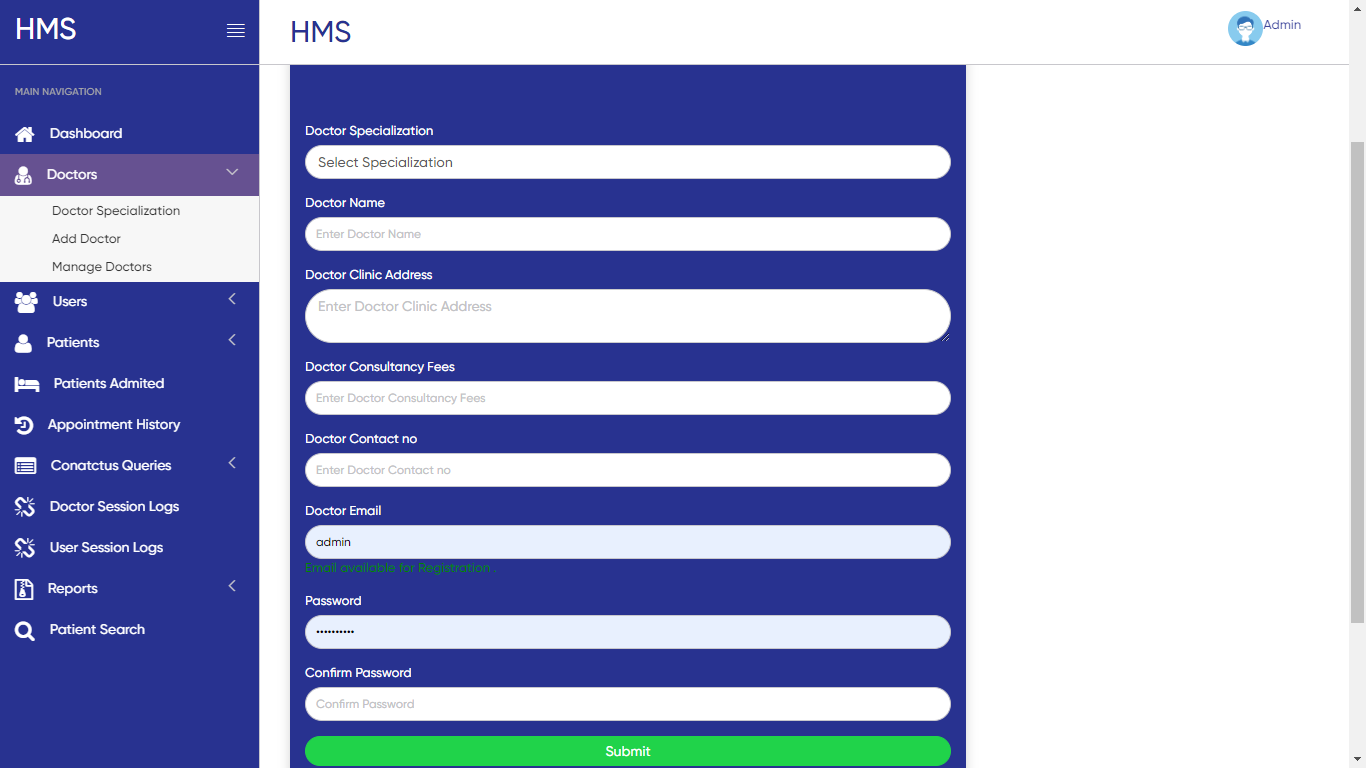 HMS
HMS
Admin
MAIN NAVIGATION
Dashboard
Doctors
Doctor Specialization
Add Doctor
Manage Doctors
Users
Patients
Patients Admited
Appointment History
Conatctus Queries
Doctor Session Logs
User Session Logs
Reports
Patient Search
Doctor Specialization
Select Specialization
Doctor Name
Enter Doctor Name
Doctor Clinic Address
Enter Doctor Clinic Address
Doctor Consultancy Fees
Enter Doctor Consultancy Fees
Doctor Contact no
Enter Doctor Contact no
Doctor Email
admin
Email available for Registration .
Password
••••••••••
Confirm Password
Confirm Password
Submit